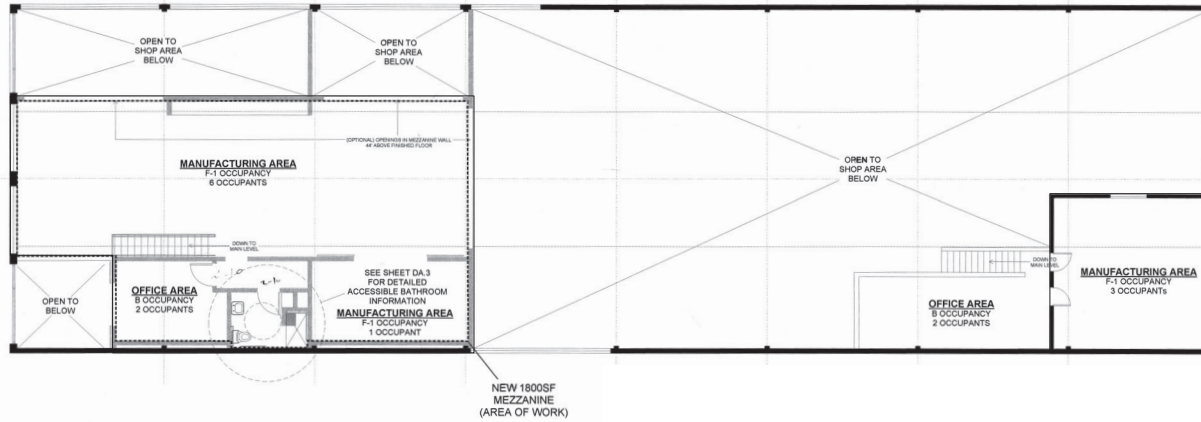 OPEN TO
SHOP AREA
BELOW
OPEN TO
SHOP AREA
BELOW
(OPTIONAL) OPENINGS IN MEZZANINE WALL
44" ABOVE FINISHED FLOOR
MANUFACTURING AREA
F-1 OCCUPANCY
6 OCCUPANTS
OPEN TO
SHOP AREA
BELOW
DOWN TO
MAIN LEVEL
SEE SHEET DA.3
FOR DETAILED
ACCESSIBLE BATHROOM
INFORMATION
OPEN TO
BELOW
OFFICE AREA
B OCCUPANCY
2 OCCUPANTS
MANUFACTURING AREA
F-1 OCCUPANCY
1 OCCUPANT
DOWN TO
MAIN LEVEL
OFFICE AREA
B OCCUPANCY
2 OCCUPANTS
MANUFACTURING AREA
F-1 OCCUPANCY
3 OCCUPANTs
NEW 1800SF
MEZZANINE
(AREA OF WORK)